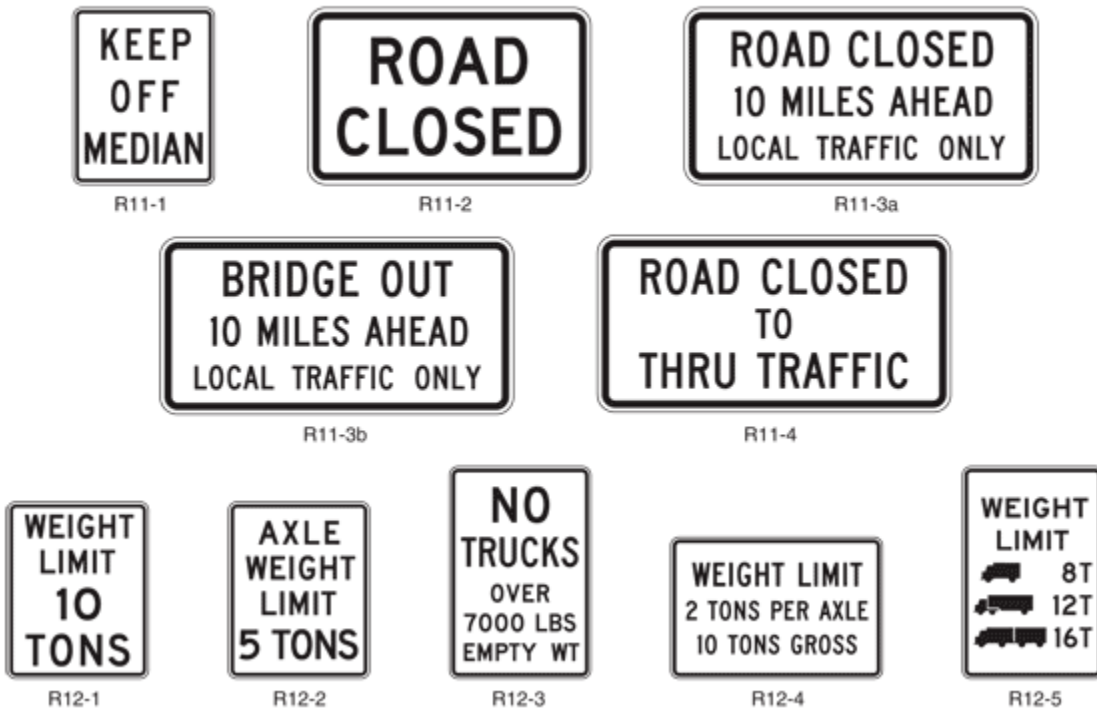 KEEP
OFF
MEDIAN
R11-1
ROAD
CLOSED
R11-2
ROAD CLOSED
10 MILES AHEAD
LOCAL TRAFFIC ONLY
R11-3a
BRIDGE OUT
10 MILES AHEAD
LOCAL TRAFFIC ONLY
R11-3b
ROAD CLOSED
TO
THRU TRAFFIC
R11-4
WEIGHT
LIMIT
10
TONS
R12-1
AXLE
WEIGHT
LIMIT
5 TONS
R12-2
NO
TRUCKS
OVER
7000 LBS
EMPTY WT
R12-3
WEIGHT LIMIT
2 TONS PER AXLE
10 TONS GROSS
R12-4
WEIGHT
LIMIT
8T
12T
16T
R12-5